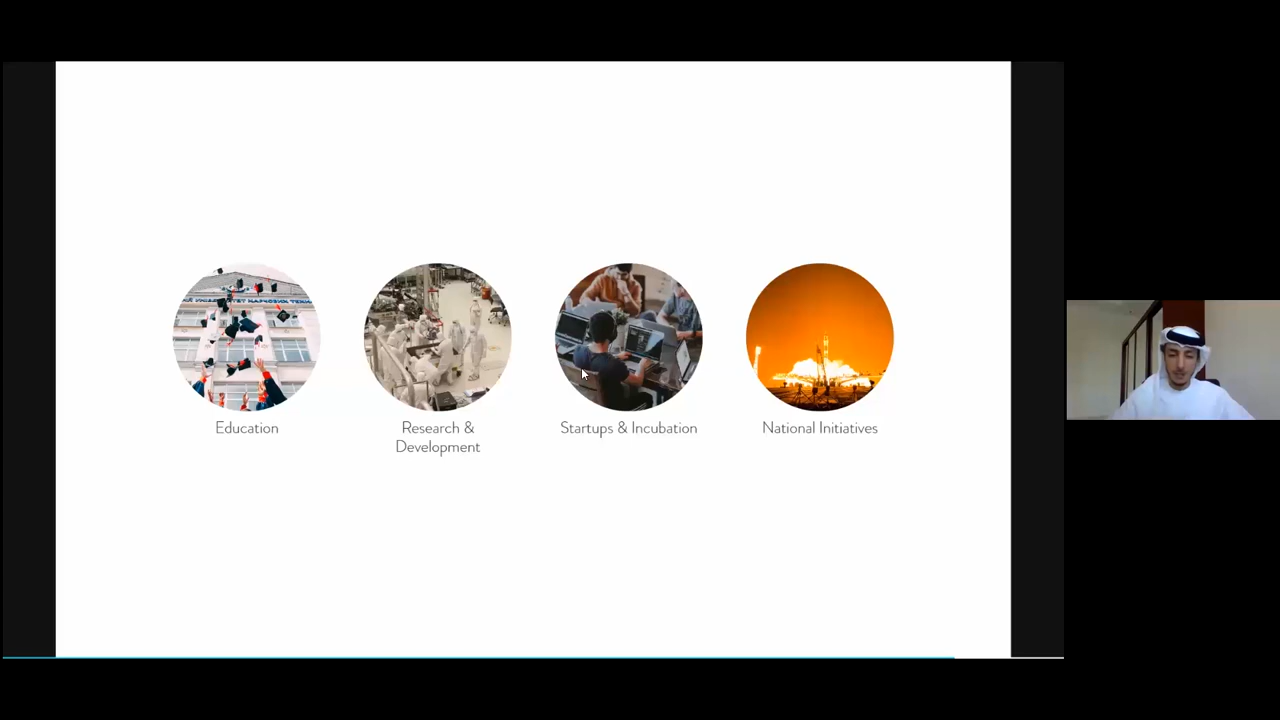 Education
Research &
Development
Startups & Incubation
National Initiatives